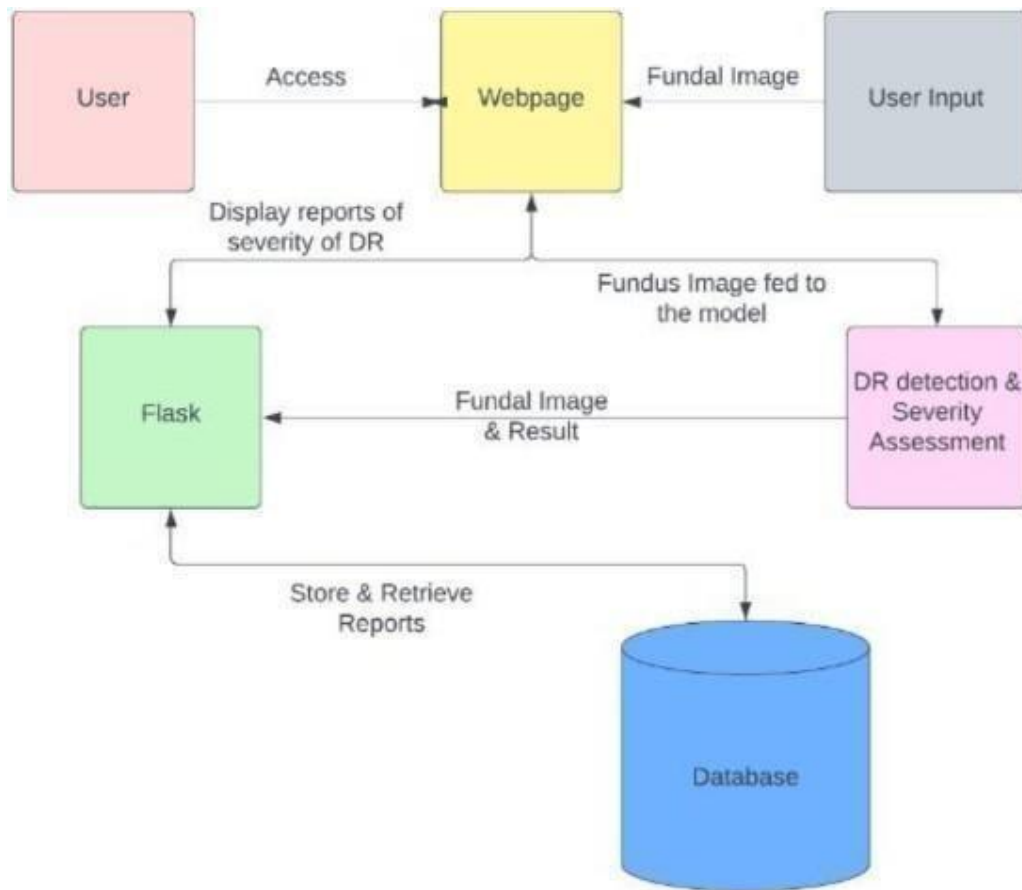 User
Access
Webpage
Fundal Image
User Input
Display reports of
severity of DR
Fundus Image fed to
the model
Flask
Fundal Image
& Result
DR detection &
Severity
Assessment
Store & Retrieve
Reports
Database